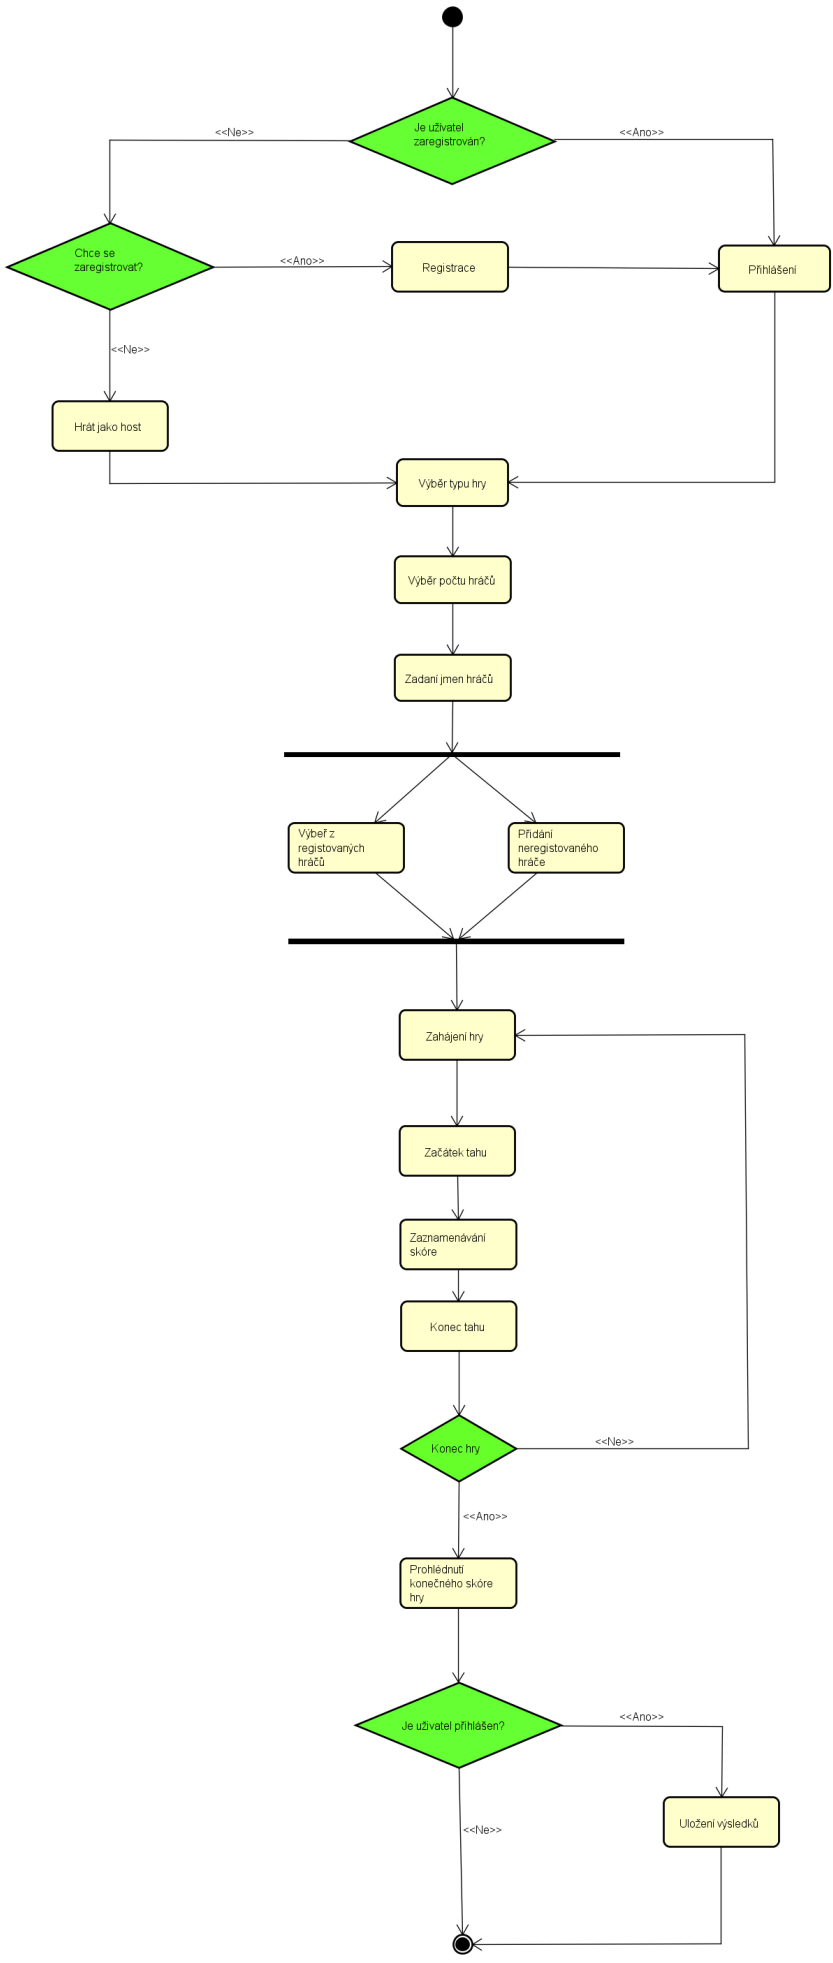 Je uživatel
zaregistrován?
<<Ne>>
<<Ano>>
Chce se
zaregistrovat?
<<Ano>>
Registrace
Přihlášení
<<Ne>>
Hrát jako host
Výběr typu hry
Výběr počtu hráčů
Zadaní jmen hráčů
Výbeř z
registovaných
hráčů
Přidání
neregistovaného
hráče
Zahájení hry
Začátek tahu
Zaznamenávání
skóre
Konec tahu
Konec hry
<<Ne>>
<<Ano>>
Prohlédnutí
konečného skóre
hry
Je uživatel přihlášen?
<<Ano>>
Uložení výsledků
<<Ne>>